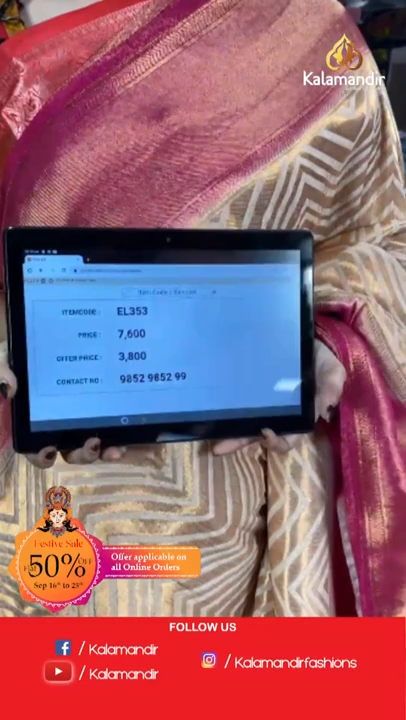 Kalamandir
ITEMCODE : EL353
PRICE : 7,600
OFFER PRICE : 3,800
CONTACT NO : 9852 9852 99
Festive Sale
Flat 50% OFF
Sep 16th to 25th
Offer applicable on
all Online Orders
FOLLOW US
/ Kalamandir
/ Kalamandirfashions
/ Kalamandir